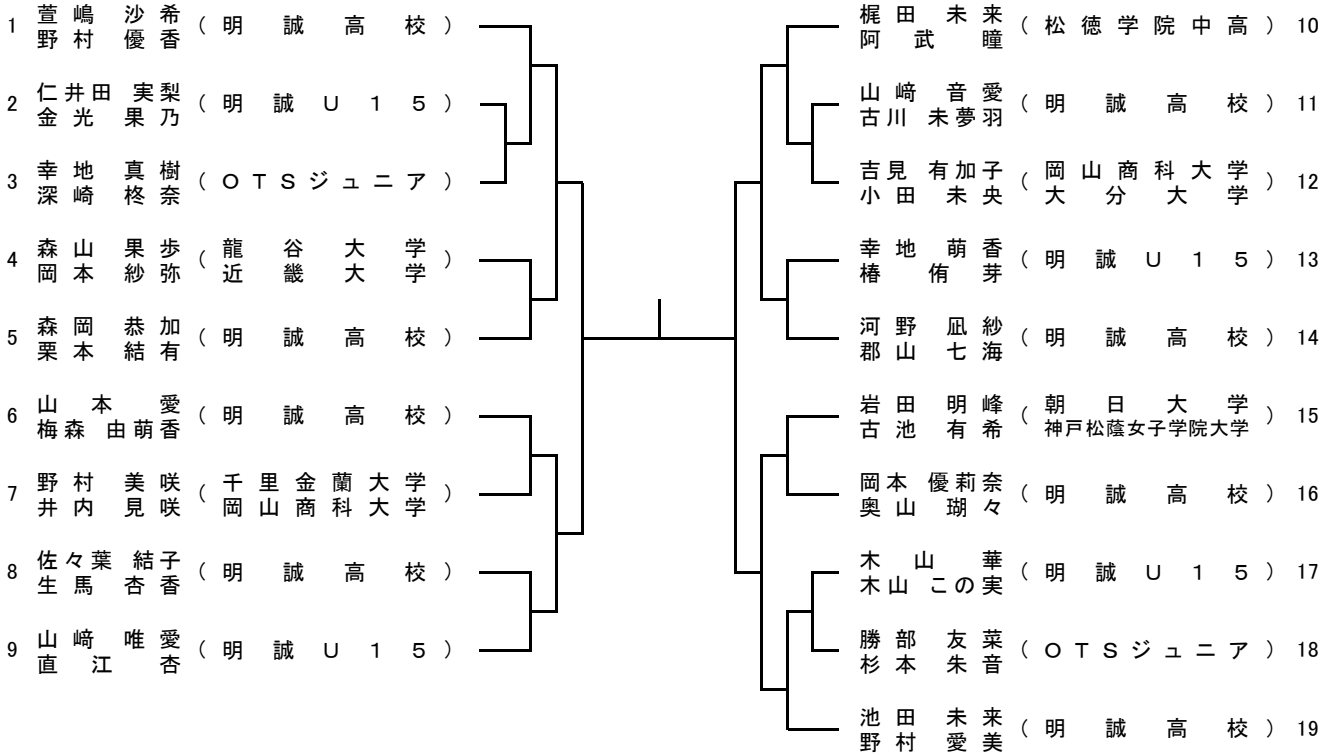 1 萱嶋 沙希 (明誠高校)
野村 優香
2 仁井田 実梨 (明誠U15)
金光 果乃
3 幸地 真樹 (OTSジュニア)
深崎 柊奈
4 森山 果歩 (龍谷大学)
岡本 紗弥 近畿大学
5 森岡 恭加 (明誠高校)
栗本 結有
6 山本 愛 (明誠高校)
梅森 由萌香
7 野村 美咲 (千里金蘭大学)
井内 見咲 岡山商科大学
8 佐々葉 結子 (明誠高校)
生馬 杏香
9 山﨑 唯愛 (明誠U15)
直江 杏
梶田 未来 (松徳学院中高) 10
阿武 瞳
山﨑 音愛 (明誠高校) 11
古川 未夢羽
吉見 有加子 (岡山商科大学) 12
小田 未央 大分大学
幸地 萌香 (明誠U15) 13
椿 侑芽
河野 凪紗 (明誠高校) 14
郡山 七海
岩田 明峰 (朝日大学) 15
古池 有希 神戸松蔭女子学院大学
岡本 優莉奈 (明誠高校) 16
奥山 瑚々
木山 華 (明誠U15) 17
木山 この実
勝部 友菜 (OTSジュニア) 18
杉本 朱音
池田 未来 (明誠高校) 19
野村 愛美